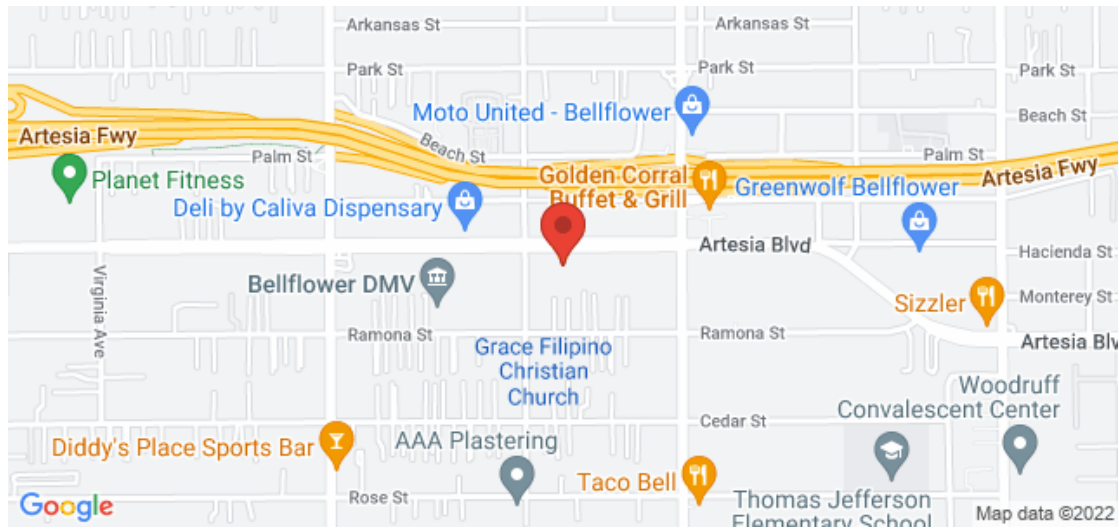 Arkansas St
Arkansas St
Park St
Park St
Park St
Moto United - Bellflower
Beach St
Artesia Fwy
Beach St
Palm St
Palm St
Planet Fitness
Golden Corral
Buffet & Grill
Greenwolf Bellflower
Artesia Fwy
Deli by Caliva Dispensary
Artesia Blvd
Hacienda St
Bellflower DMV
Virginia Ave
Sizzler
Monterey St
Ramona St
Ramona St
Artesia Blv
Grace Filipino
Christian
Church
Woodruff
Convalescent Center
Cedar St
Diddy's Place Sports Bar
AAA Plastering
Taco Bell
Rose St
Thomas Jefferson
Elementary School
Google
Map data ©2022